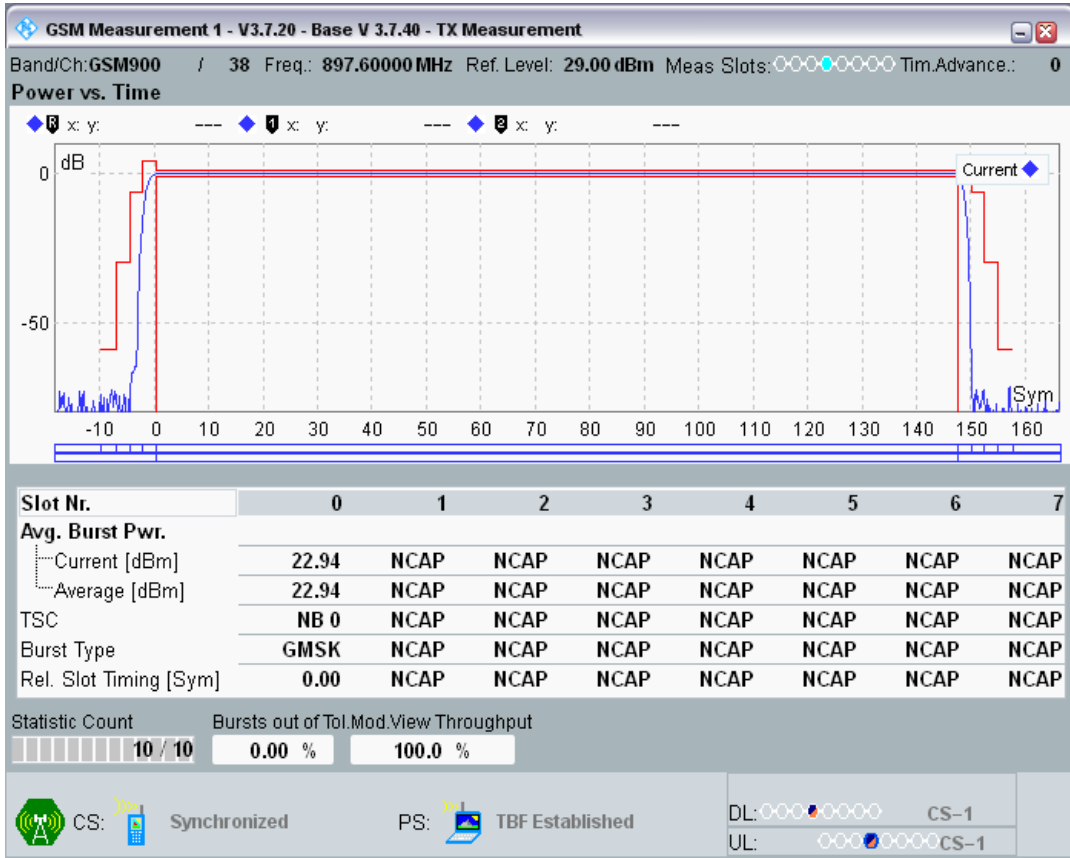 GSM Measurement 1 - V3.7.20 - Base V 3.7.40 - TX Measurement
Band/Ch:GSM900 / 38 Freq.: 897.60000 MHz Ref. Level: 29.00 dBm Meas Slots: Tim.Advance.: 0
Power vs. Time
R x: y: --- 1 x: y: --- 2 x: y: ---
dB
Current
0
-50
Sym
-10 0 10 20 30 40 50 60 70 80 90 100 110 120 130 140 150 160
Slot Nr. 0 1 2 3 4 5 6 7
Avg. Burst Pwr.
Current [dBm] 22.94 NCAP NCAP NCAP NCAP NCAP NCAP NCAP
Average [dBm] 22.94 NCAP NCAP NCAP NCAP NCAP NCAP NCAP
TSC NB 0 NCAP NCAP NCAP NCAP NCAP NCAP NCAP
Burst Type GMSK NCAP NCAP NCAP NCAP NCAP NCAP NCAP
Rel. Slot Timing [Sym] 0.00 NCAP NCAP NCAP NCAP NCAP NCAP NCAP
Statistic Count Bursts out of Tol.Mod.View Throughput
10 / 10 0.00 % 100.0 %
CS: Synchronized PS: TBF Established
DL: CS-1
UL: CS-1